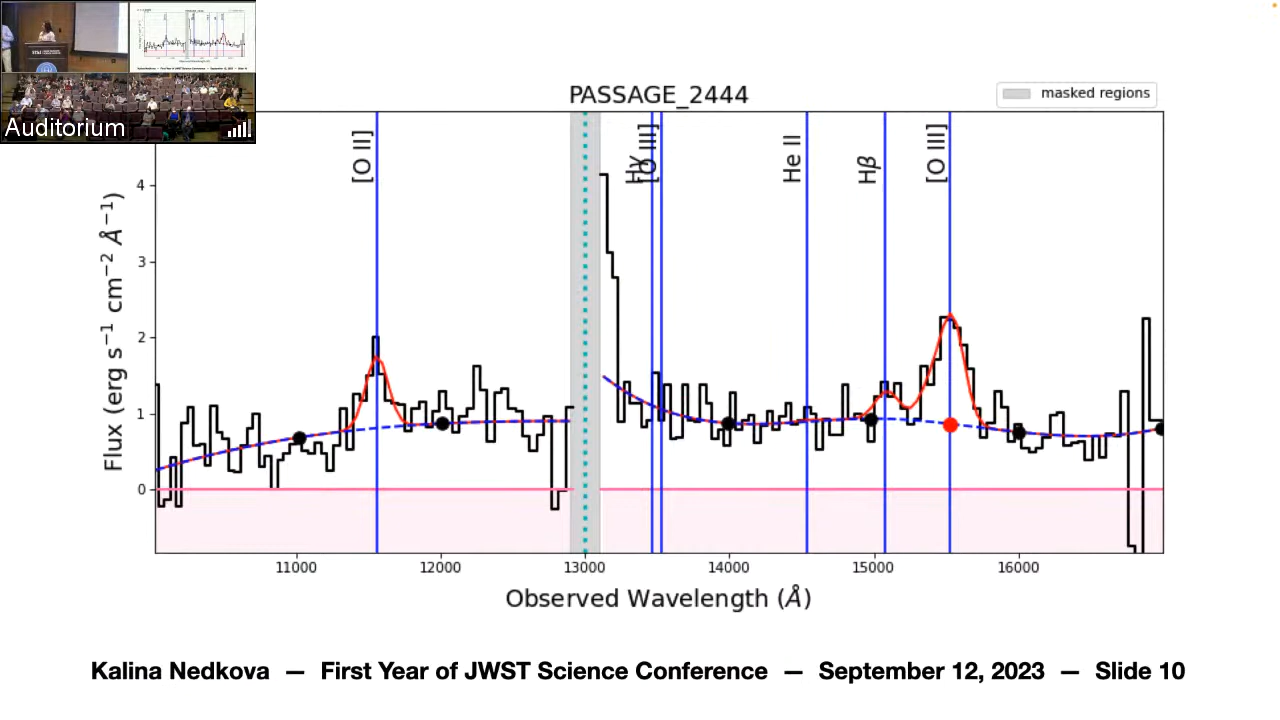 Auditorium
PASSAGE_2444
masked regions
[O II]
Hγ
[O III]
He II
Hβ
[O III]
Flux (erg s⁻¹ cm⁻² Å⁻¹)
4
3
2
1
0
11000 12000 13000 14000 15000 16000
Observed Wavelength (Å)
Kalina Nedkova — First Year of JWST Science Conference — September 12, 2023 — Slide 10